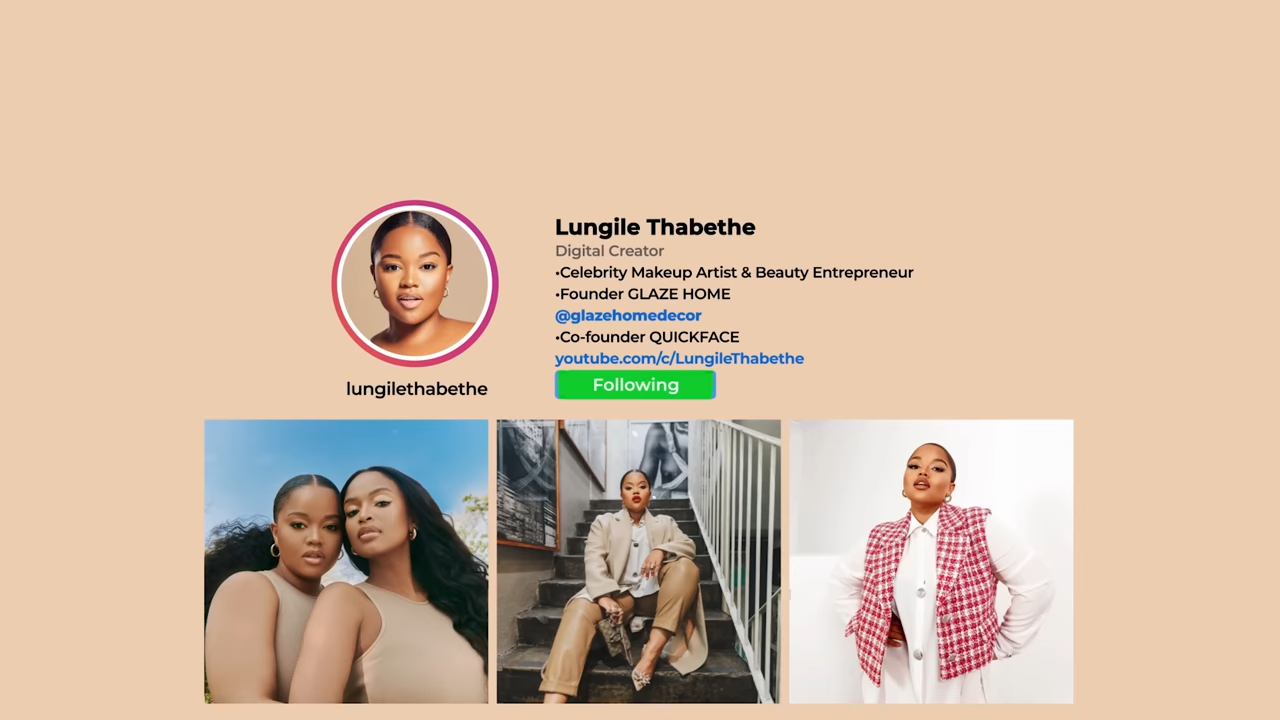 Lungile Thabethe
Digital Creator
•Celebrity Makeup Artist & Beauty Entrepreneur
•Founder GLAZE HOME
@glazehomedecor
•Co-founder QUICKFACE
youtube.com/c/LungileThabethe
Following
lungilethabethe